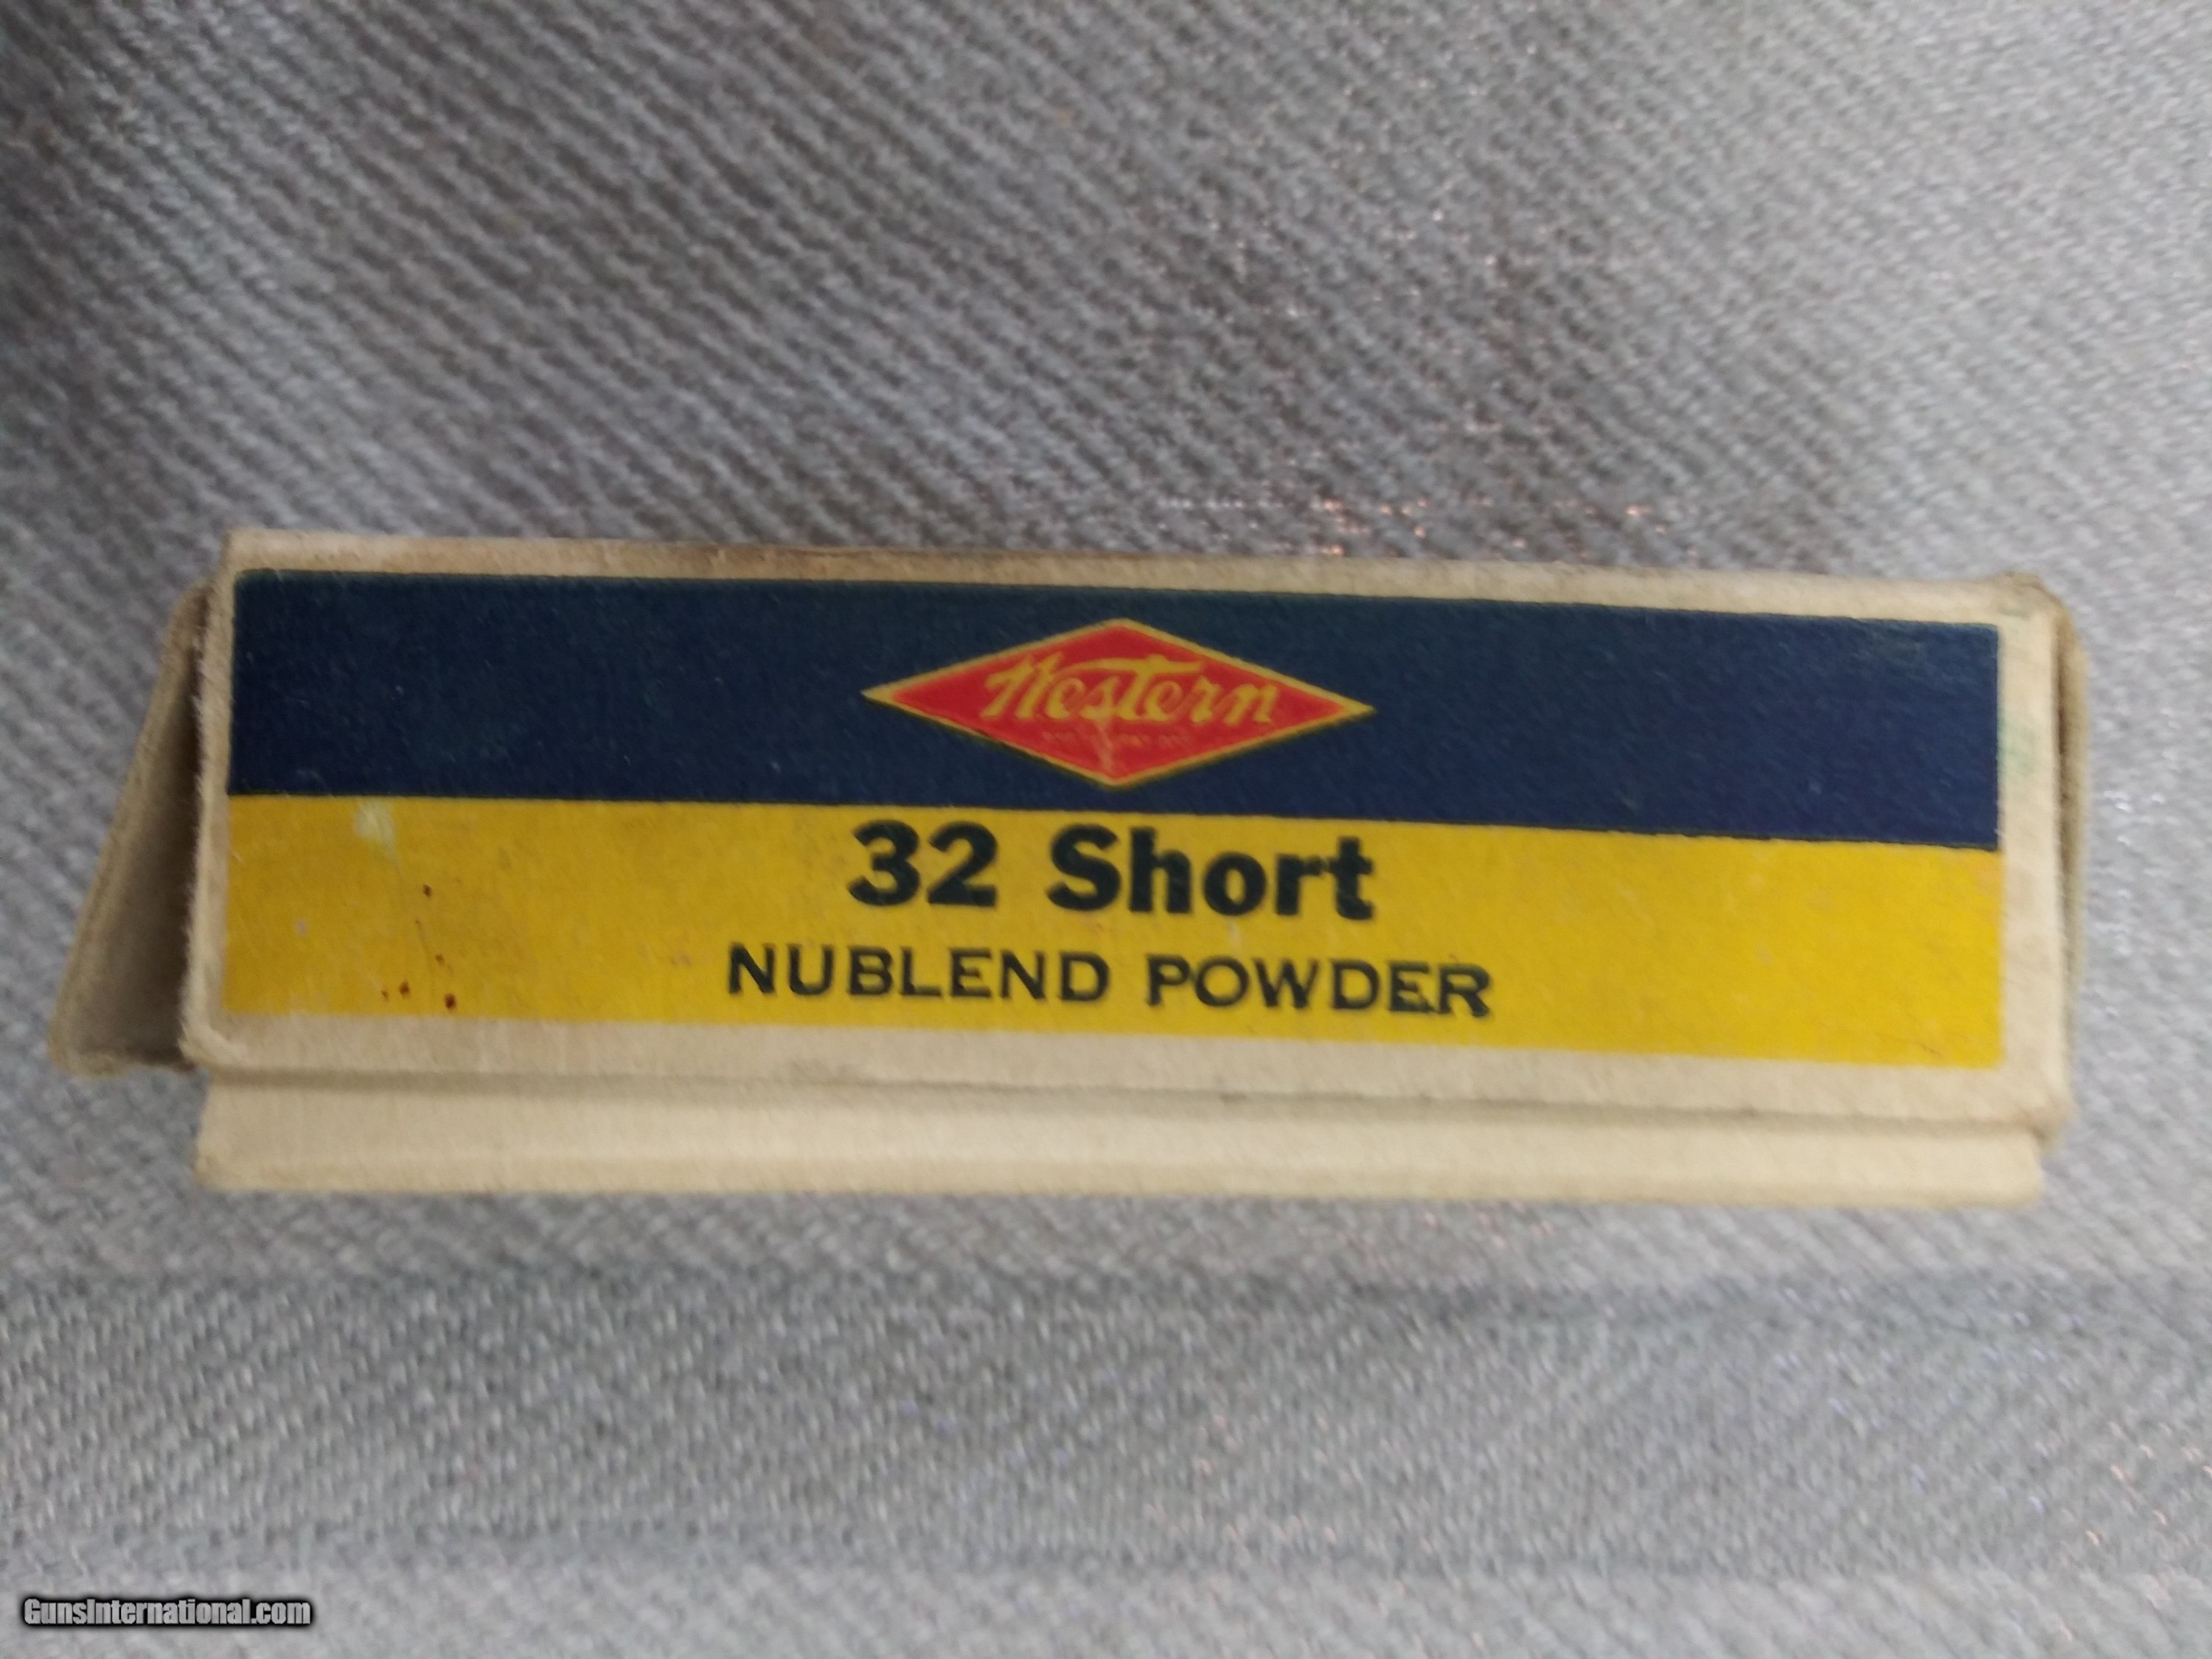 Western
32 Short
NUBLEND POWDER
GunsInternational.com